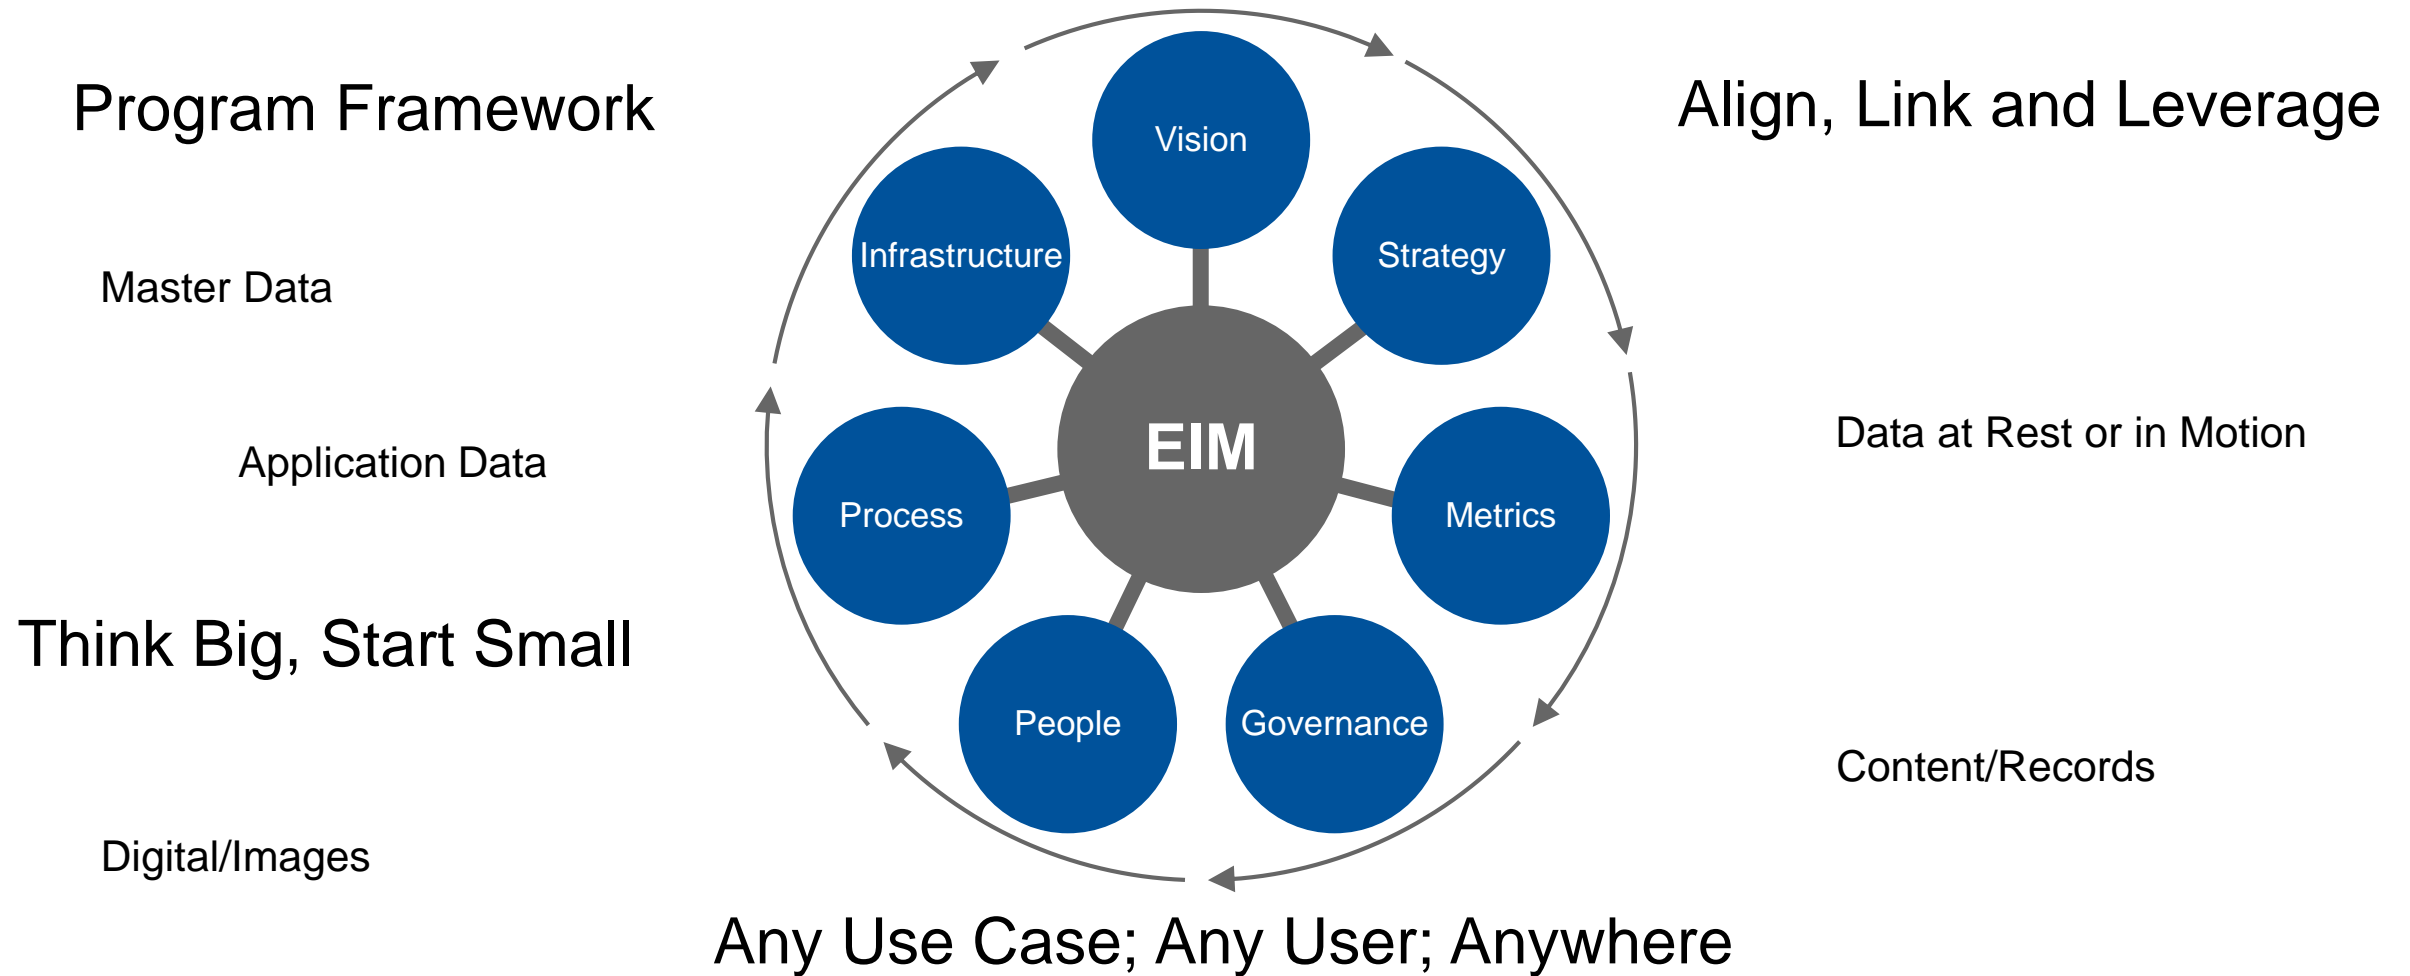 Program Framework
Align, Link and Leverage
Vision
Infrastructure
Strategy
Master Data
EIM
Data at Rest or in Motion
Application Data
Process
Metrics
Think Big, Start Small
People
Governance
Content/Records
Digital/Images
Any Use Case; Any User; Anywhere